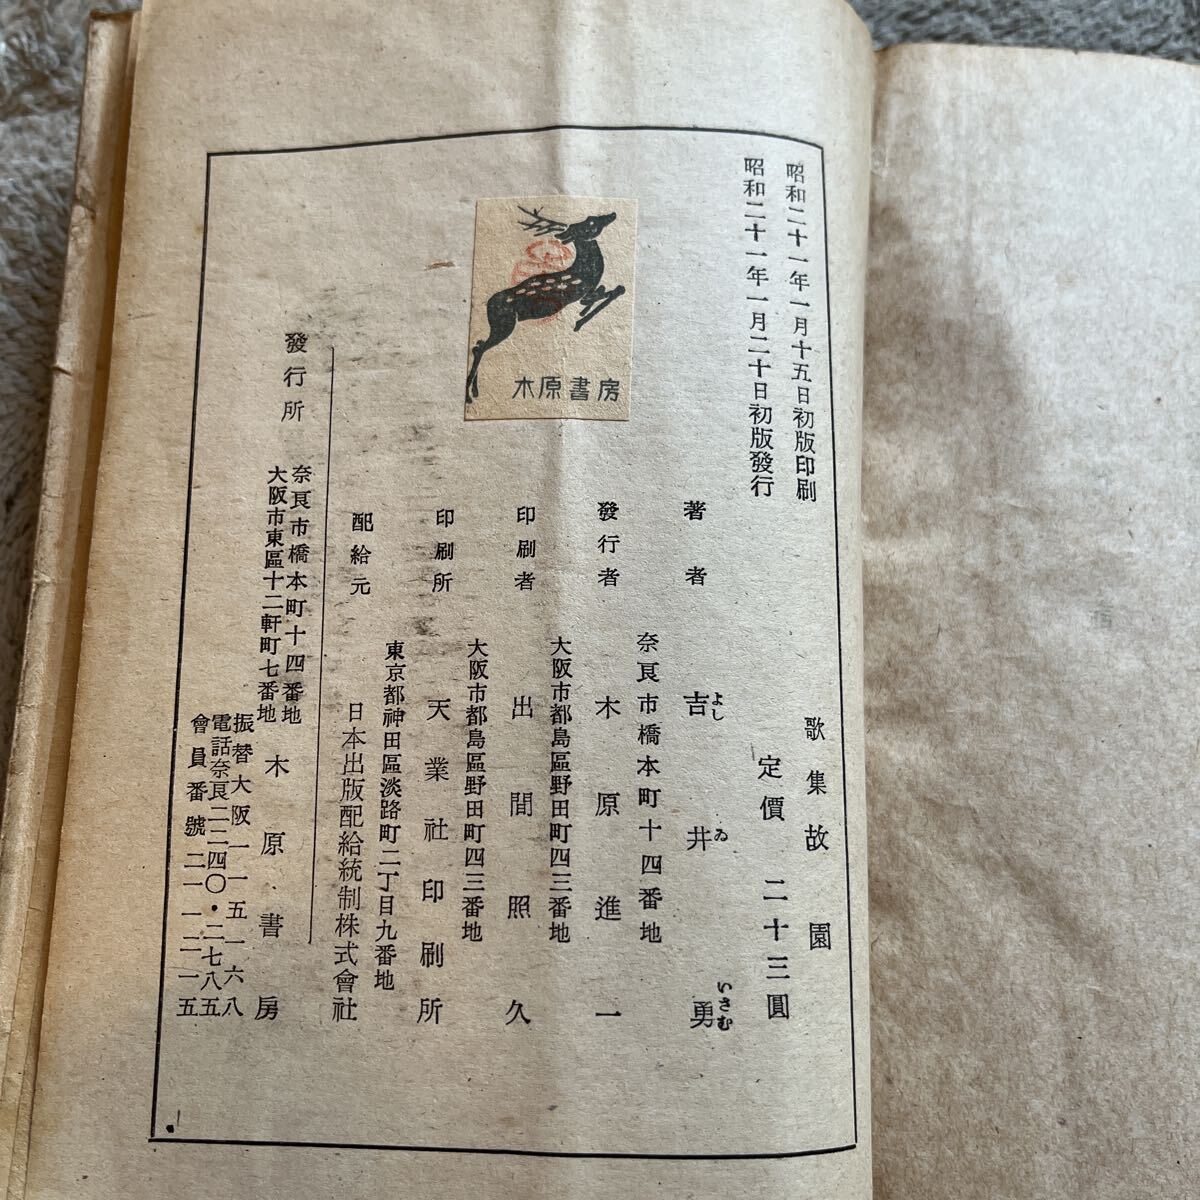 昭和二十一年一月十五日初版印刷
昭和二十一年一月二十日初版發行
歌集故園
定價 二十三圓
著者 吉井勇
よしゐいさむ
奈良市橋本町十四番地
發行者 木原進一
大阪市都島區野田町四三番地
印刷者 出間照久
大阪市都島區野田町四三番地
印刷所 天業社印刷所
東京都神田區淡路町二丁目九番地
配給元 日本出版配給統制株式會社
木原書房
發行所 奈良市橋本町十四番地
大阪市東區十二軒町七番地
木原書房
振替大阪一一五一六八
電話奈良二二四〇・二七八五
會員番號二一一二一五